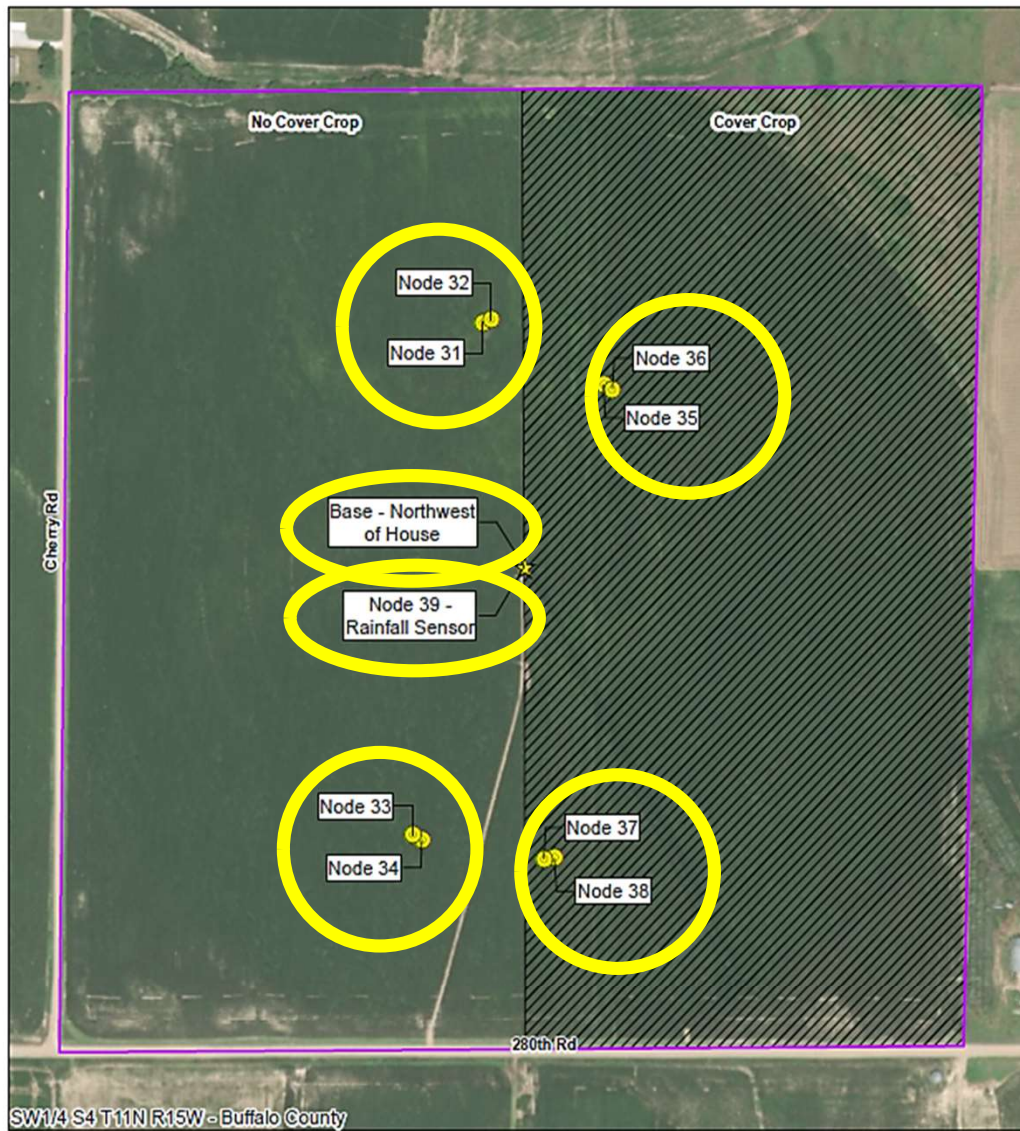 No Cover Crop
Cover Crop
Node 32
Node 31
Node 36
Node 35
Base - Northwest
of House
Node 39 -
Rainfall Sensor
Cherry Rd
Node 33
Node 34
Node 37
Node 38
280th Rd
SW1/4 S4 T11N R15W - Buffalo County